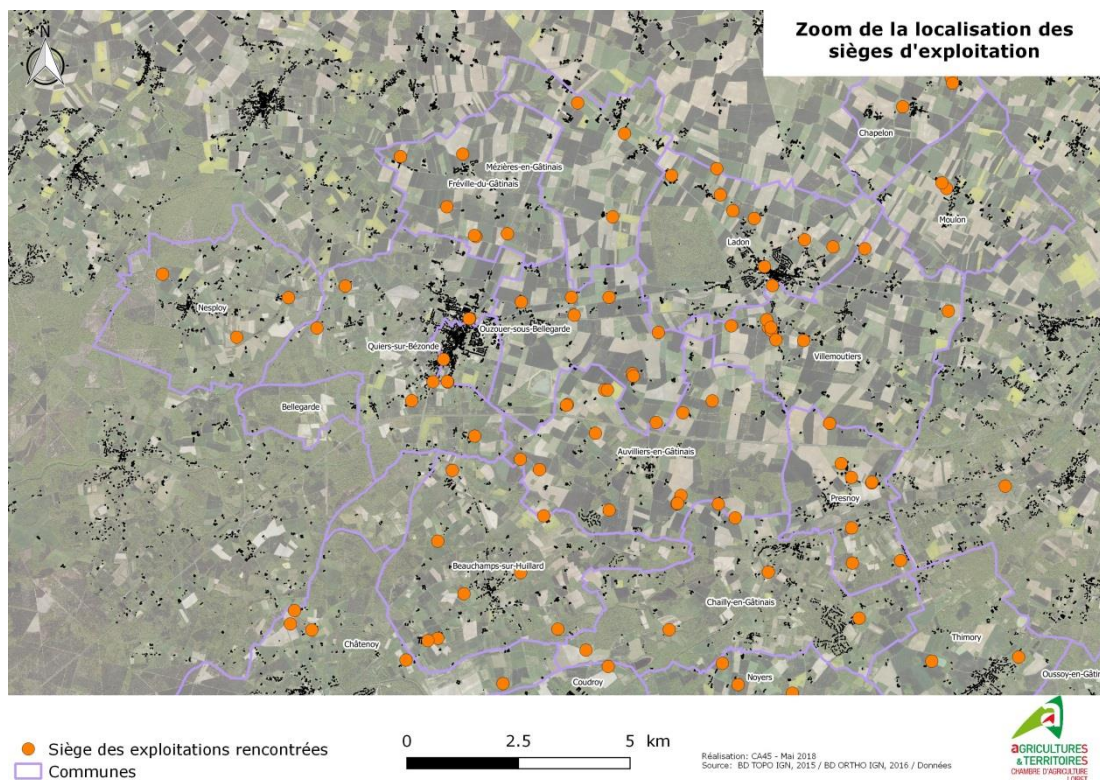 Zoom de la localisation des
sièges d'exploitation
N
Chapelon
Mézières-en-Gâtinais
Fréville-du-Gâtinais
Moulon
Ladon
Nesploy
Ouzouer-sous-Bellegarde
Quiers-sur-Bézonde
Villemoutiers
Bellegarde
Auvilliers-en-Gâtinais
Presnoy
Beauchamps-sur-Huillard
Chailly-en-Gâtinais
Thimory
Châtenoy
Coudroy
Noyers
Oussoy-en-Gâtin
Siège des exploitations rencontrées
Communes
0 2.5 5 km
Réalisation: CA45 - Mai 2018
Source: BD TOPO IGN, 2015 / BD ORTHO IGN, 2016 / Données
AGRICULTURES
& TERRITOIRES
CHAMBRE D'AGRICULTURE
LOIRET